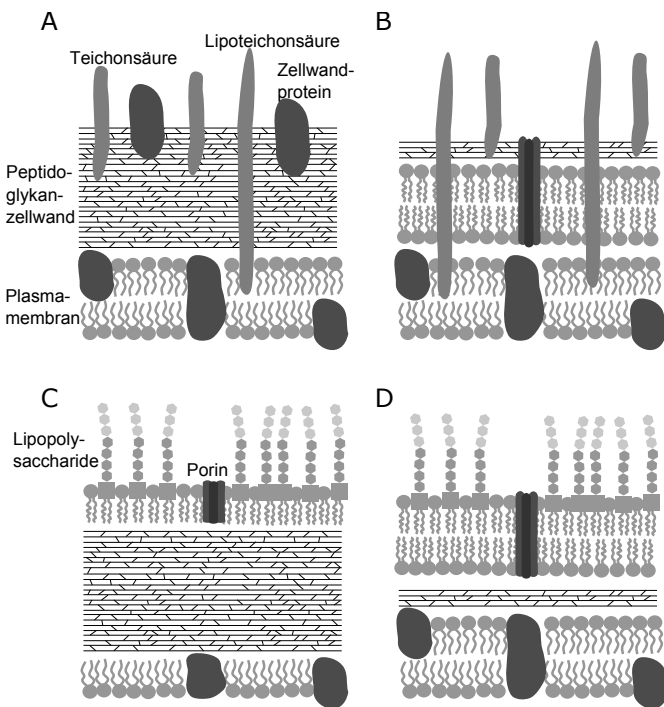 A
B
Teichonsäure
Lipoteichonsäure
Zellwand-
protein
Peptido-
glykan-
zellwand
Plasma-
membran
C
D
Lipopoly-
saccharide
Porin